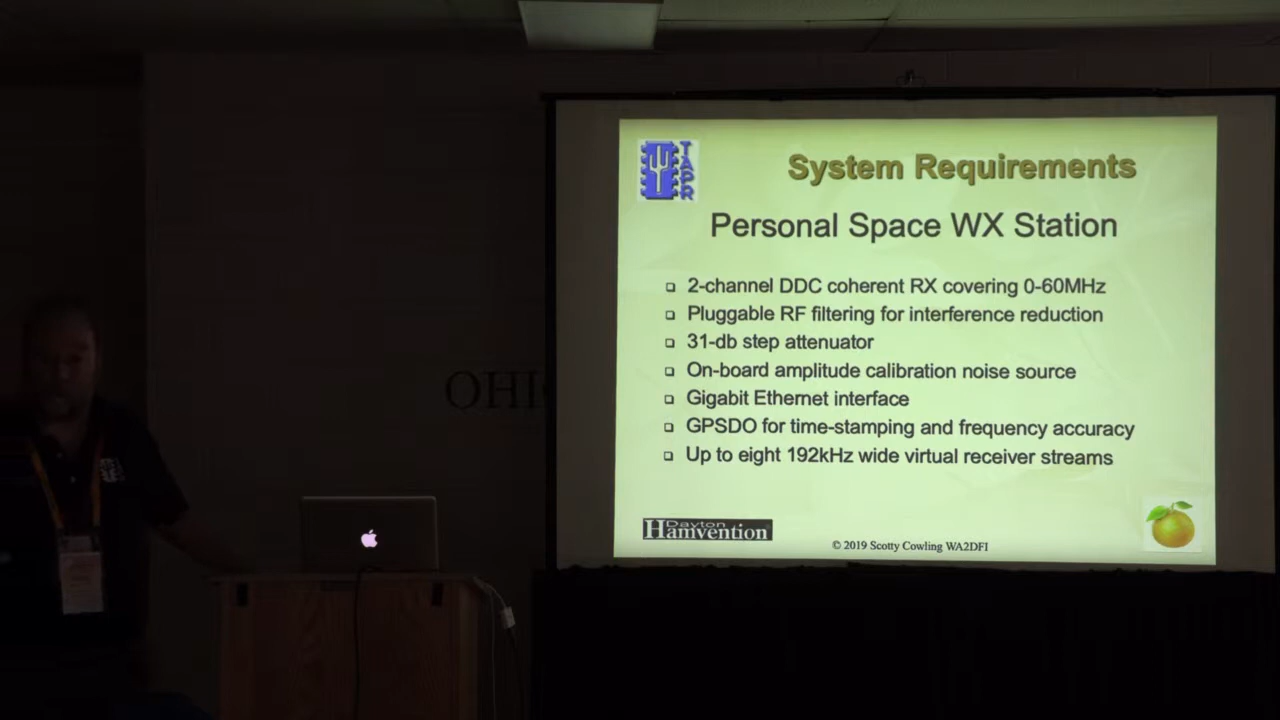 TAPR
System Requirements
Personal Space WX Station
2-channel DDC coherent RX covering 0-60MHz
Pluggable RF filtering for interference reduction
31-db step attenuator
On-board amplitude calibration noise source
Gigabit Ethernet interface
GPSDO for time-stamping and frequency accuracy
Up to eight 192kHz wide virtual receiver streams
OHI
Dayton
Hamvention
© 2019 Scotty Cowling WA2DFI